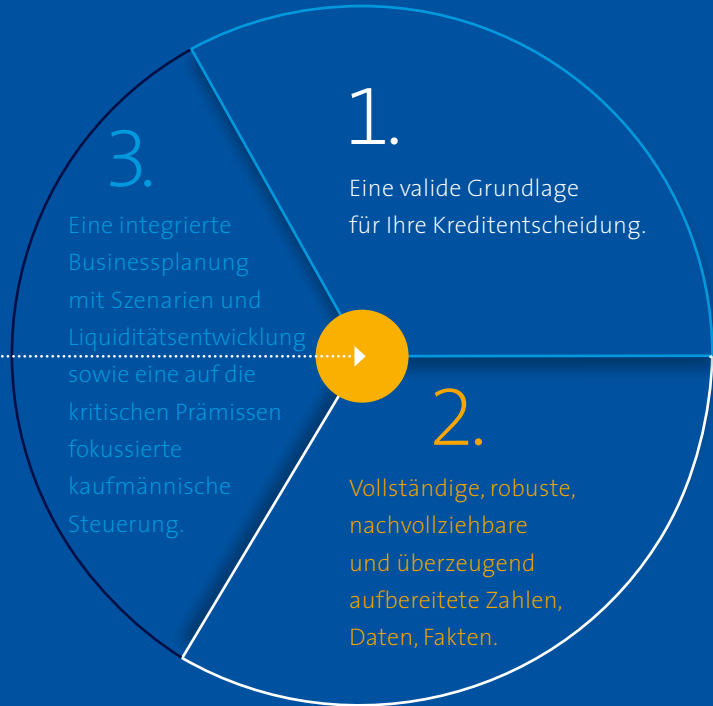 1.
Eine valide Grundlage
für Ihre Kreditentscheidung.
2.
Vollständige, robuste,
nachvollziehbare
und überzeugend
aufbereitete Zahlen,
Daten, Fakten.
3.
Eine integrierte
Businessplanung
mit Szenarien und
Liquiditätsentwicklung
sowie eine auf die
kritischen Prämissen
fokussierte
kaufmännische
Steuerung.